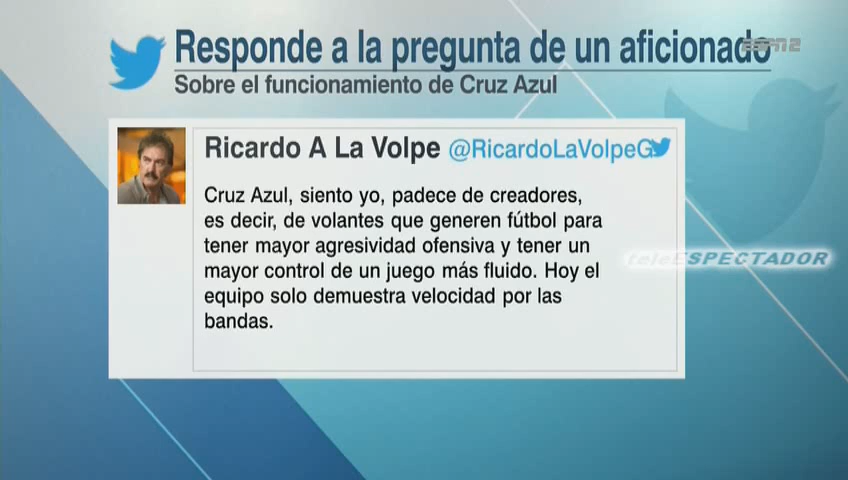 Responde a la pregunta de un aficionado
ESPN2
Sobre el funcionamiento de Cruz Azul
Ricardo A La Volpe @RicardoLaVolpeG
Cruz Azul, siento yo, padece de creadores,
es decir, de volantes que generen fútbol para
tener mayor agresividad ofensiva y tener un
mayor control de un juego más fluido. Hoy el
equipo solo demuestra velocidad por las
bandas.
teleESPECTADOR